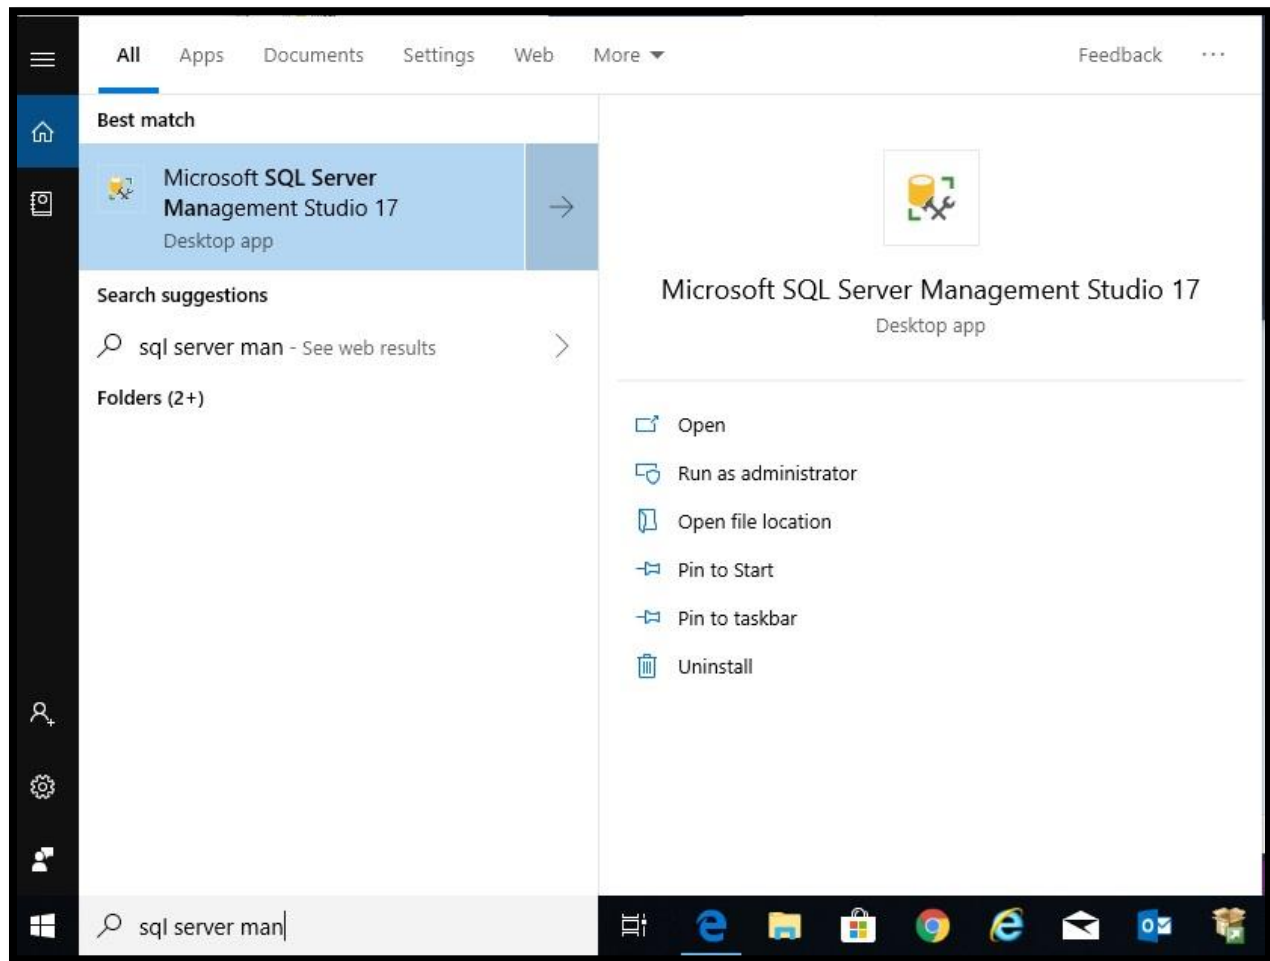 All Apps Documents Settings Web More Feedback ...
Best match
Microsoft SQL Server
Management Studio 17
Desktop app
Search suggestions
sql server man - See web results
Folders (2+)
Microsoft SQL Server Management Studio 17
Desktop app
Open
Run as administrator
Open file location
Pin to Start
Pin to taskbar
Uninstall
sql server man